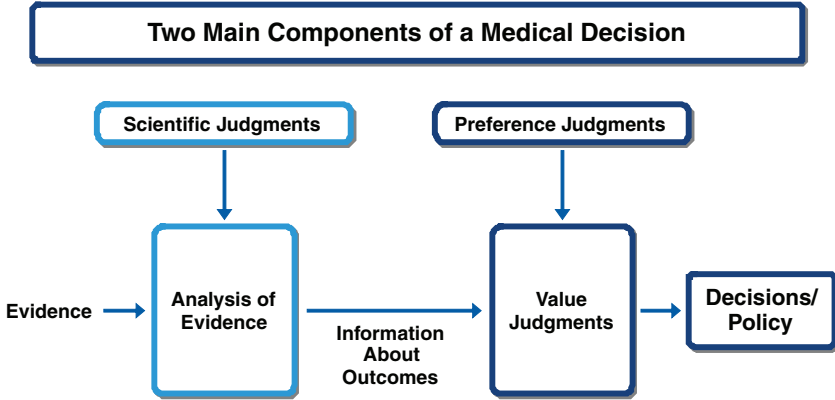 Two Main Components of a Medical Decision
Scientific Judgments
Preference Judgments
Evidence
Analysis of
Evidence
Information
About
Outcomes
Value
Judgments
Decisions/
Policy